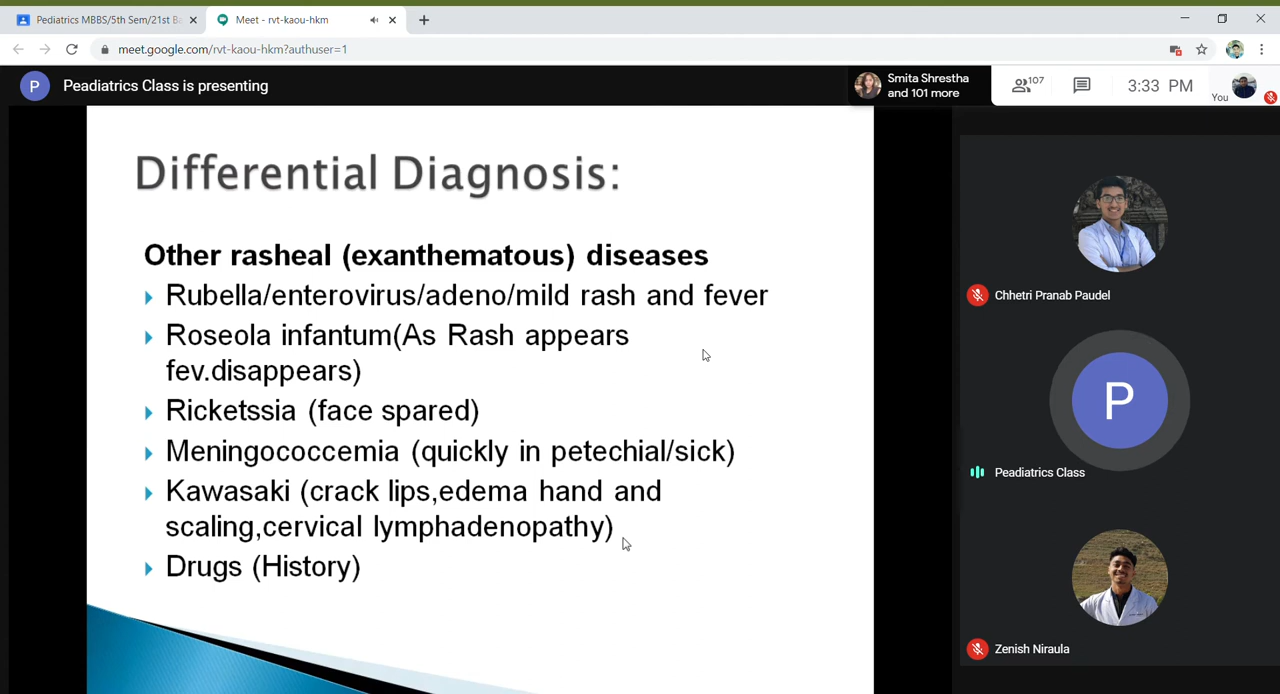 Pediatrics MBBS/5th Sem/21st Ba
Meet - rvt-kaou-hkm
meet.google.com/rvt-kaou-hkm?authuser=1
P
Peadiatrics Class is presenting
Smita Shrestha
and 101 more
107
3:33 PM
You
Differential Diagnosis:
Other rasheal (exanthematous) diseases
Rubella/enterovirus/adeno/mild rash and fever
Roseola infantum(As Rash appears
fev.disappears)
Ricketssia (face spared)
Meningococcemia (quickly in petechial/sick)
Kawasaki (crack lips,edema hand and
scaling,cervical lymphadenopathy)
Drugs (History)
Chhetri Pranab Paudel
P
Peadiatrics Class
Zenish Niraula